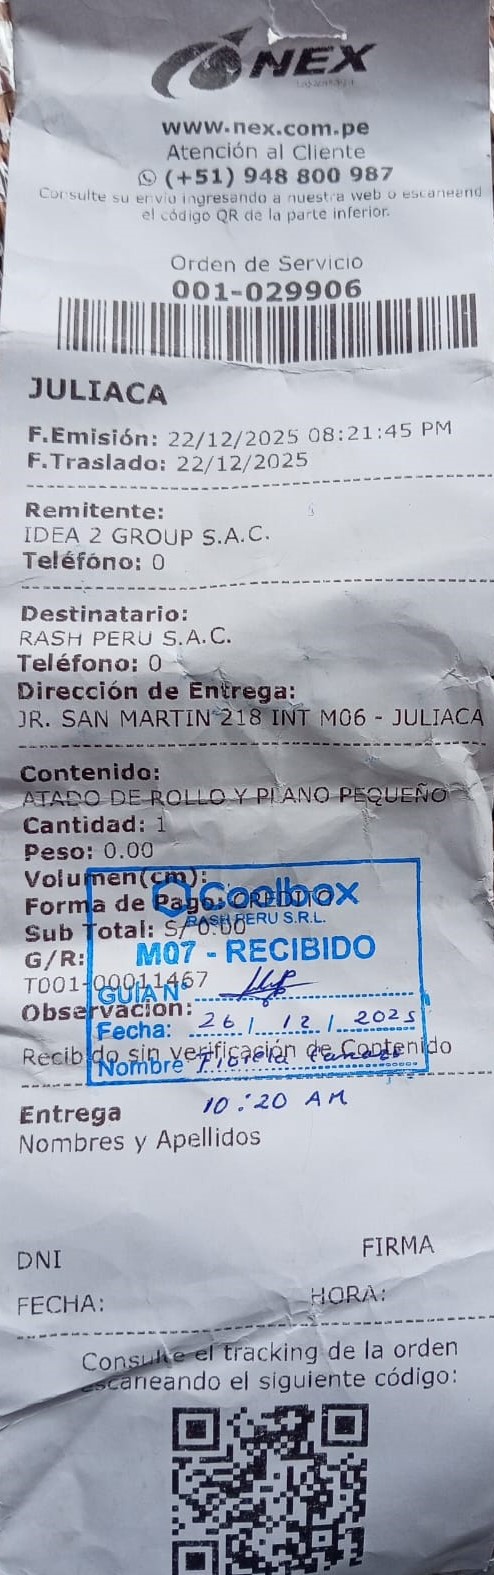 NEX
www.nex.com.pe
Atención al Cliente
(+51) 948 800 987
Consulte su envío ingresando a nuestra web o escaneand
el código QR de la parte inferior.
Orden de Servicio
001-029906
JULIACA
F.Emisión: 22/12/2025 08:21:45 PM
F.Traslado: 22/12/2025
Remitente:
IDEA 2 GROUP S.A.C.
Teléfono: 0
Destinatario:
RASH PERU S.A.C.
Teléfono: 0
Dirección de Entrega:
JR. SAN MARTIN 218 INT M06 - JULIACA
Contenido:
ATADO DE ROLLO Y PLANO PEQUEÑO
Cantidad: 1
Peso: 0.00
Volumen(cm):
Coolbox
Forma de Pago: CREDITO
RASH PERU S.R.L.
Sub Total: S/ 0.00
M07 - RECIBIDO
G/R:
T001-00011467
GUIA N°
Observacion:
Fecha: 26 / 12 / 2025
Recibido sin verificación de Contenido
Nombre
10:20 AM
Entrega
Nombres y Apellidos
DNI
FIRMA
FECHA:
HORA:
Consulte el tracking de la orden
escaneando el siguiente código: